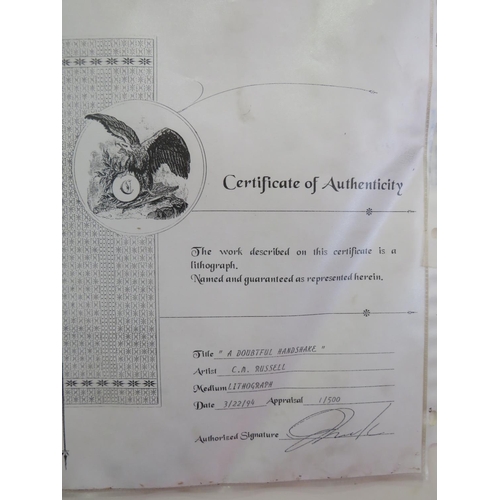 Certificate of Authenticity
The work described on this certificate is a
lithograph.
Named and guaranteed as represented herein.
Title " A DOUBTFUL HANDSHAKE "
Artist C.M. RUSSELL
Medium LITHOGRAPH
Date 3/22/94 Appraisal 1/500
Authorized Signature